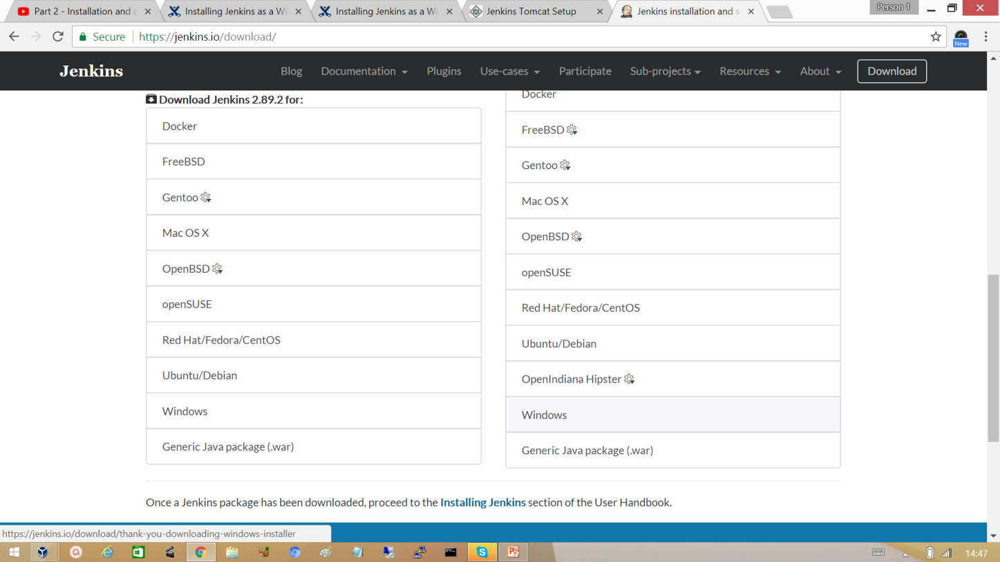 Part 2 - Installation and c
Installing Jenkins as a Wi
Installing Jenkins as a Wi
Jenkins Tomcat Setup
Jenkins installation and s
Person 1
Secure
https://jenkins.io/download/
New
Jenkins
Blog
Documentation
Plugins
Use-cases
Participate
Sub-projects
Resources
About
Download
Download Jenkins 2.89.2 for:
Docker
FreeBSD
Gentoo
Mac OS X
OpenBSD
openSUSE
Red Hat/Fedora/CentOS
Ubuntu/Debian
Windows
Generic Java package (.war)
Docker
FreeBSD
Gentoo
Mac OS X
OpenBSD
openSUSE
Red Hat/Fedora/CentOS
Ubuntu/Debian
OpenIndiana Hipster
Windows
Generic Java package (.war)
Once a Jenkins package has been downloaded, proceed to the Installing Jenkins section of the User Handbook.
https://jenkins.io/download/thank-you-downloading-windows-installer
14:47